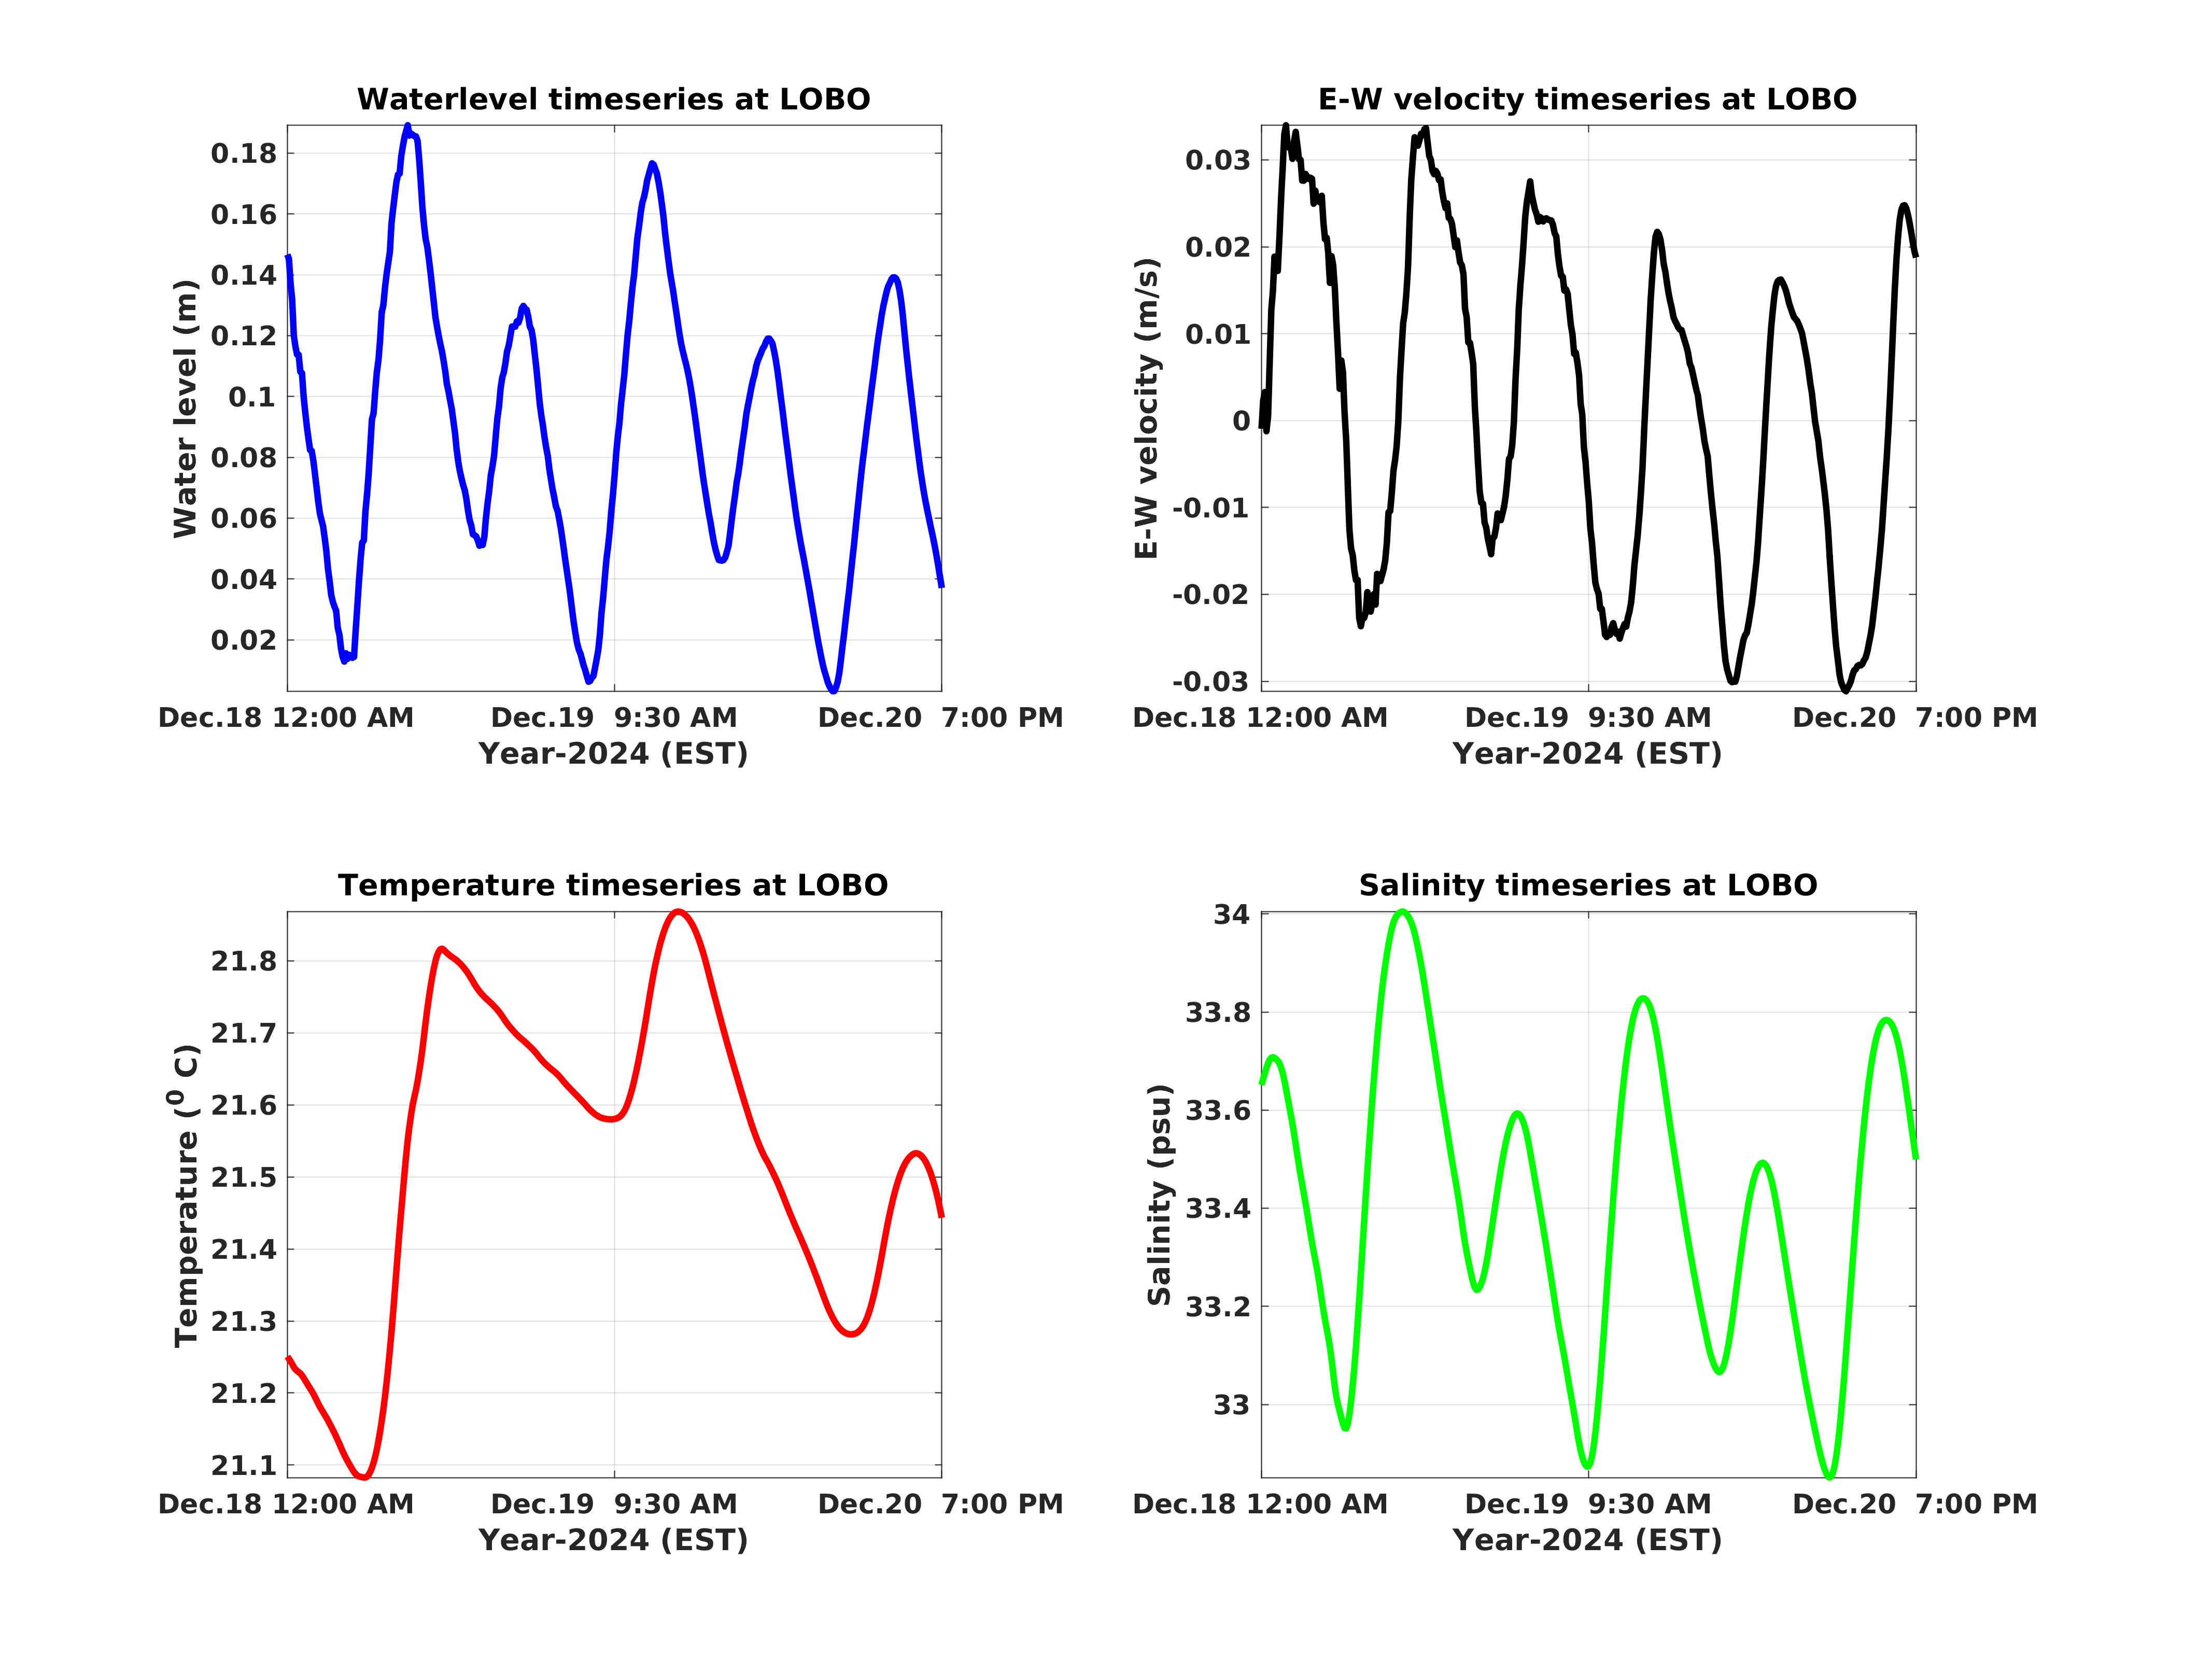 Waterlevel timeseries at LOBO
0.18
0.16
0.14
0.12
0.1
0.08
0.06
0.04
0.02
Water level (m)
Dec.18 12:00 AM Dec.19 9:30 AM Dec.20 7:00 PM
Year-2024 (EST)
E-W velocity timeseries at LOBO
0.03
0.02
0.01
0
-0.01
-0.02
-0.03
E-W velocity (m/s)
Dec.18 12:00 AM Dec.19 9:30 AM Dec.20 7:00 PM
Year-2024 (EST)
Temperature timeseries at LOBO
21.8
21.7
21.6
21.5
21.4
21.3
21.2
21.1
Temperature (⁰ C)
Dec.18 12:00 AM Dec.19 9:30 AM Dec.20 7:00 PM
Year-2024 (EST)
Salinity timeseries at LOBO
34
33.8
33.6
33.4
33.2
33
Salinity (psu)
Dec.18 12:00 AM Dec.19 9:30 AM Dec.20 7:00 PM
Year-2024 (EST)